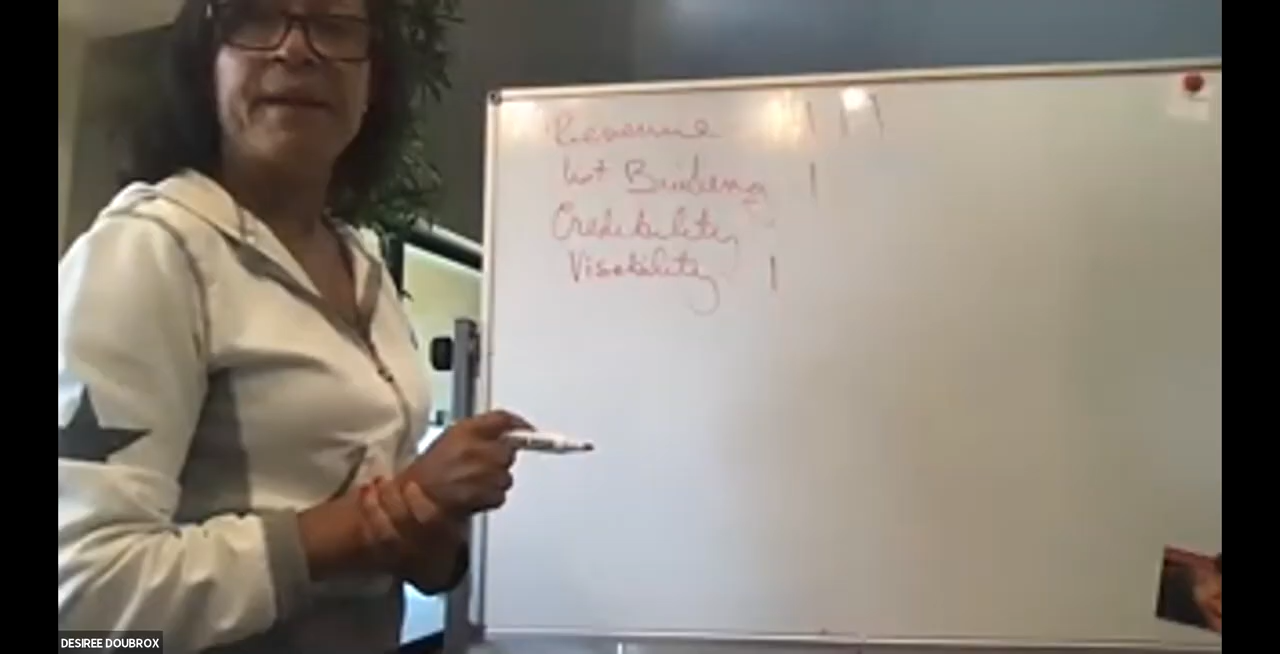 Revenue | | |
List Building |
Credibility
Visibility |
DESIREE DOUBROX